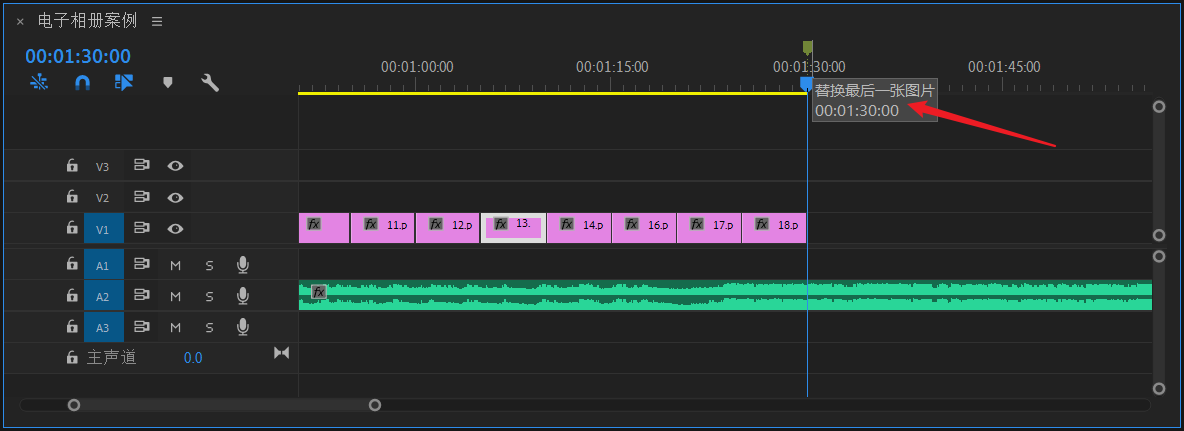 × 电子相册案例
00:01:30:00
00:01:00:00 00:01:15:00 00:01:30:00 00:01:45:00
替换最后一张图片
00:01:30:00
V3
V2
V1 fx fx 11.p fx 12.p fx 13. fx 14.p fx 16.p fx 17.p fx 18.p
A1 M S
A2 M S fx
A3 M S
主声道 0.0